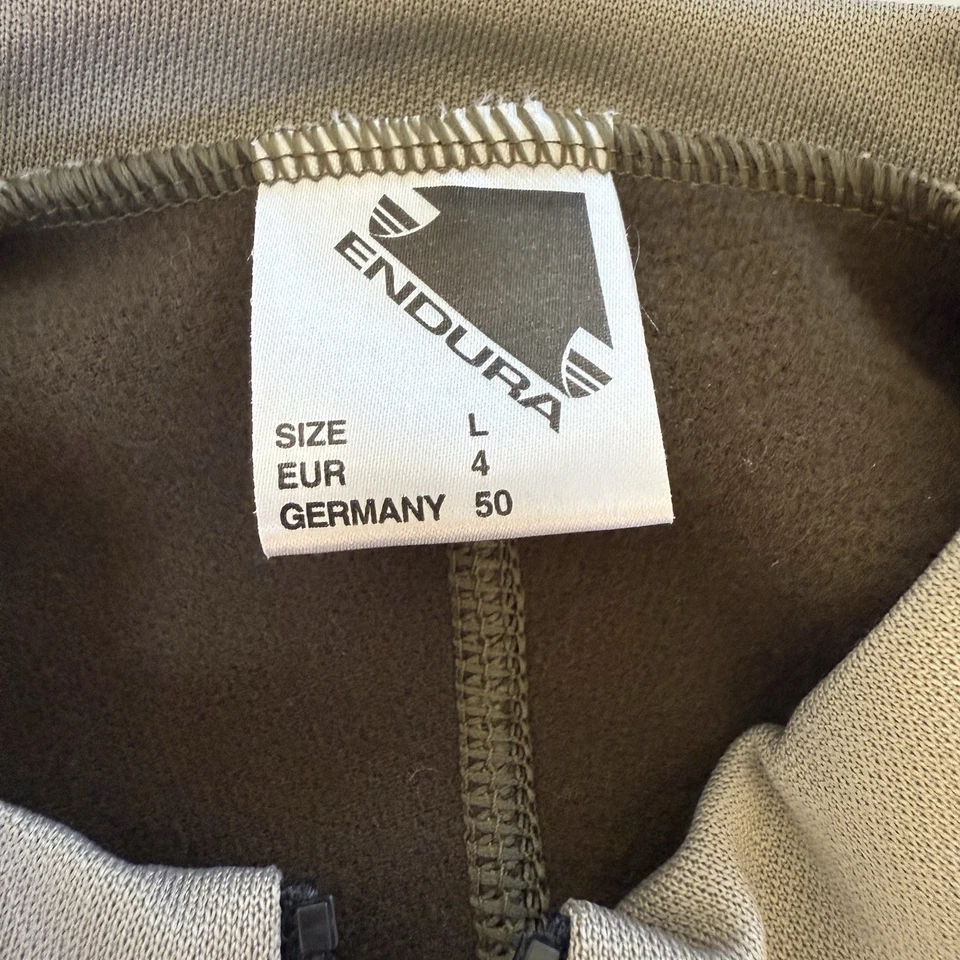 ENDURA
SIZE L
EUR 4
GERMANY 50